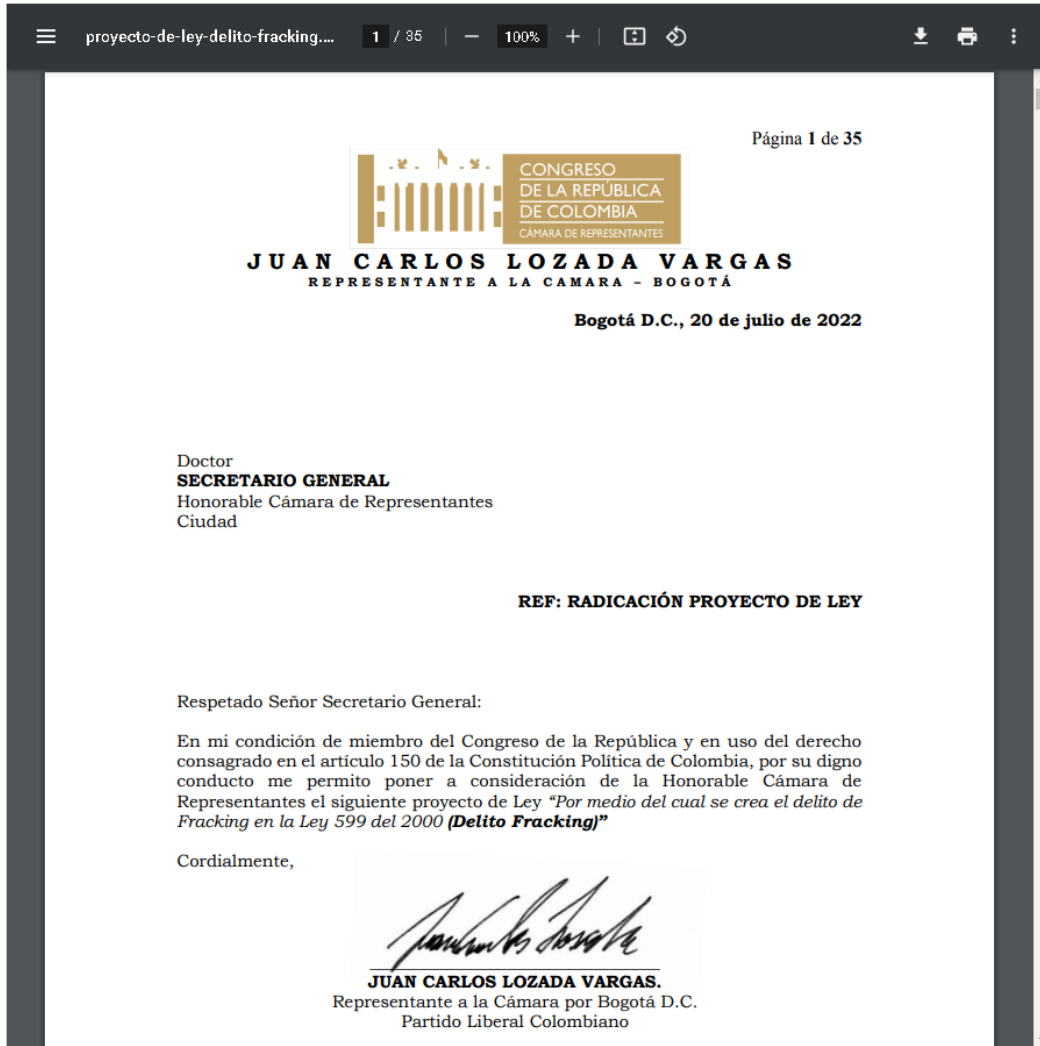 proyecto-de-ley-delito-fracking.... 1 / 35 100%
Página 1 de 35
CONGRESO
DE LA REPÚBLICA
DE COLOMBIA
CÁMARA DE REPRESENTANTES
JUAN CARLOS LOZADA VARGAS
REPRESENTANTE A LA CAMARA – BOGOTÁ
Bogotá D.C., 20 de julio de 2022
Doctor
SECRETARIO GENERAL
Honorable Cámara de Representantes
Ciudad
REF: RADICACIÓN PROYECTO DE LEY
Respetado Señor Secretario General:
En mi condición de miembro del Congreso de la República y en uso del derecho
consagrado en el artículo 150 de la Constitución Política de Colombia, por su digno
conducto me permito poner a consideración de la Honorable Cámara de
Representantes el siguiente proyecto de Ley “Por medio del cual se crea el delito de
Fracking en la Ley 599 del 2000 (Delito Fracking)”
Cordialmente,
JUAN CARLOS LOZADA VARGAS.
Representante a la Cámara por Bogotá D.C.
Partido Liberal Colombiano